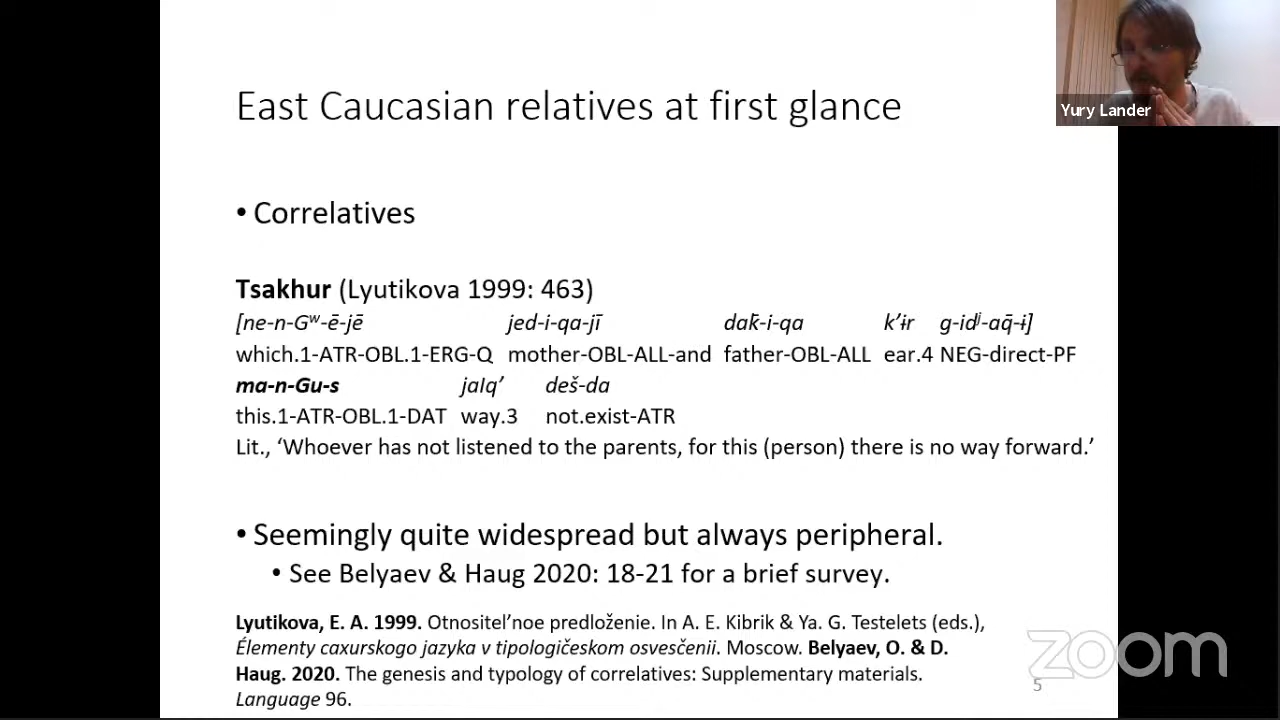 East Caucasian relatives at first glance
Yury Lander
• Correlatives
Tsakhur (Lyutikova 1999: 463)
[ne-n-Gʷ-ē-jē jed-i-qa-jī dak̄-i-qa k’ɨr g-idʲ-aq̄-ɨ]
which.1-ATR-OBL.1-ERG-Q mother-OBL-ALL-and father-OBL-ALL ear.4 NEG-direct-PF
ma-n-Gu-s jaIq’ deš-da
this.1-ATR-OBL.1-DAT way.3 not.exist-ATR
Lit., ‘Whoever has not listened to the parents, for this (person) there is no way forward.’
• Seemingly quite widespread but always peripheral.
• See Belyaev & Haug 2020: 18-21 for a brief survey.
Lyutikova, E. A. 1999. Otnositel’noe predloženie. In A. E. Kibrik & Ya. G. Testelets (eds.),
Élementy caxurskogo jazyka v tipologičeskom osvesčenii. Moscow. Belyaev, O. & D.
Haug. 2020. The genesis and typology of correlatives: Supplementary materials.
Language 96.
zoom
5